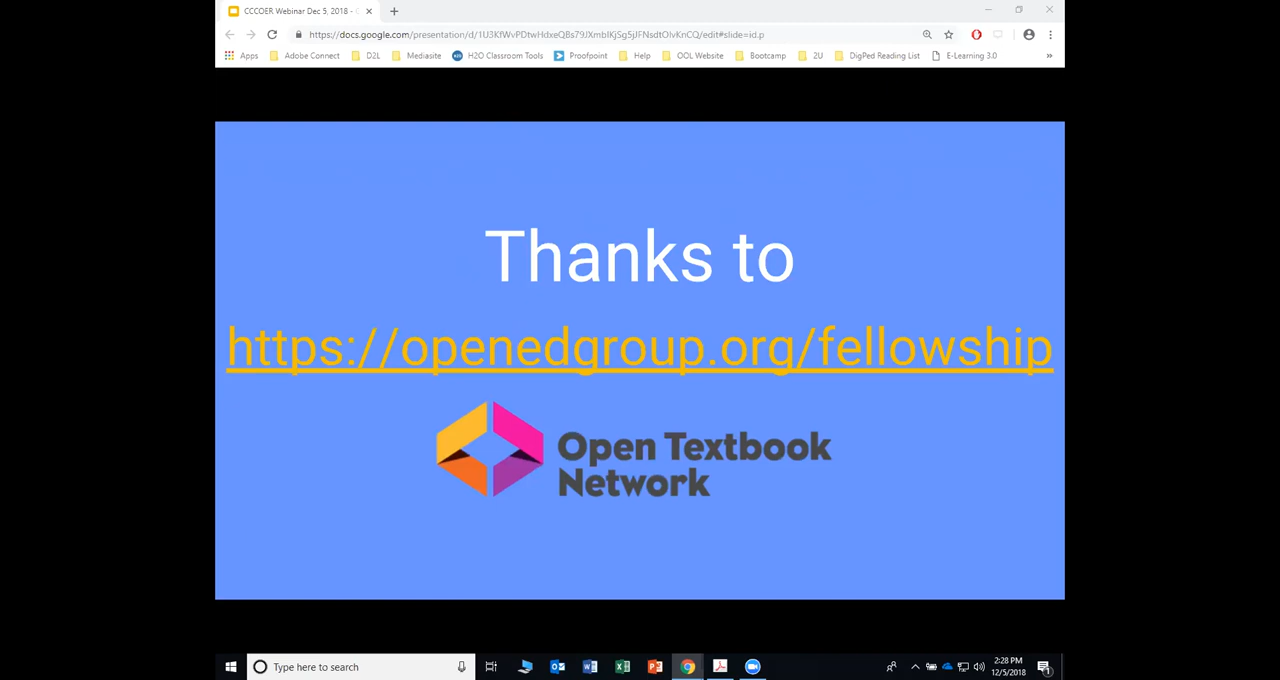 CCCOER Webinar Dec 5, 2018 -
Apps
Adobe Connect
D2L
Mediasite
H2O Classroom Tools
Proofpoint
Help
OOL Website
Bootcamp
2U
DigPed Reading List
E-Learning 3.0
»
Thanks to
https://openedgroup.org/fellowship
Open Textbook
Network
Type here to search
2:28 PM
12/5/2018
1